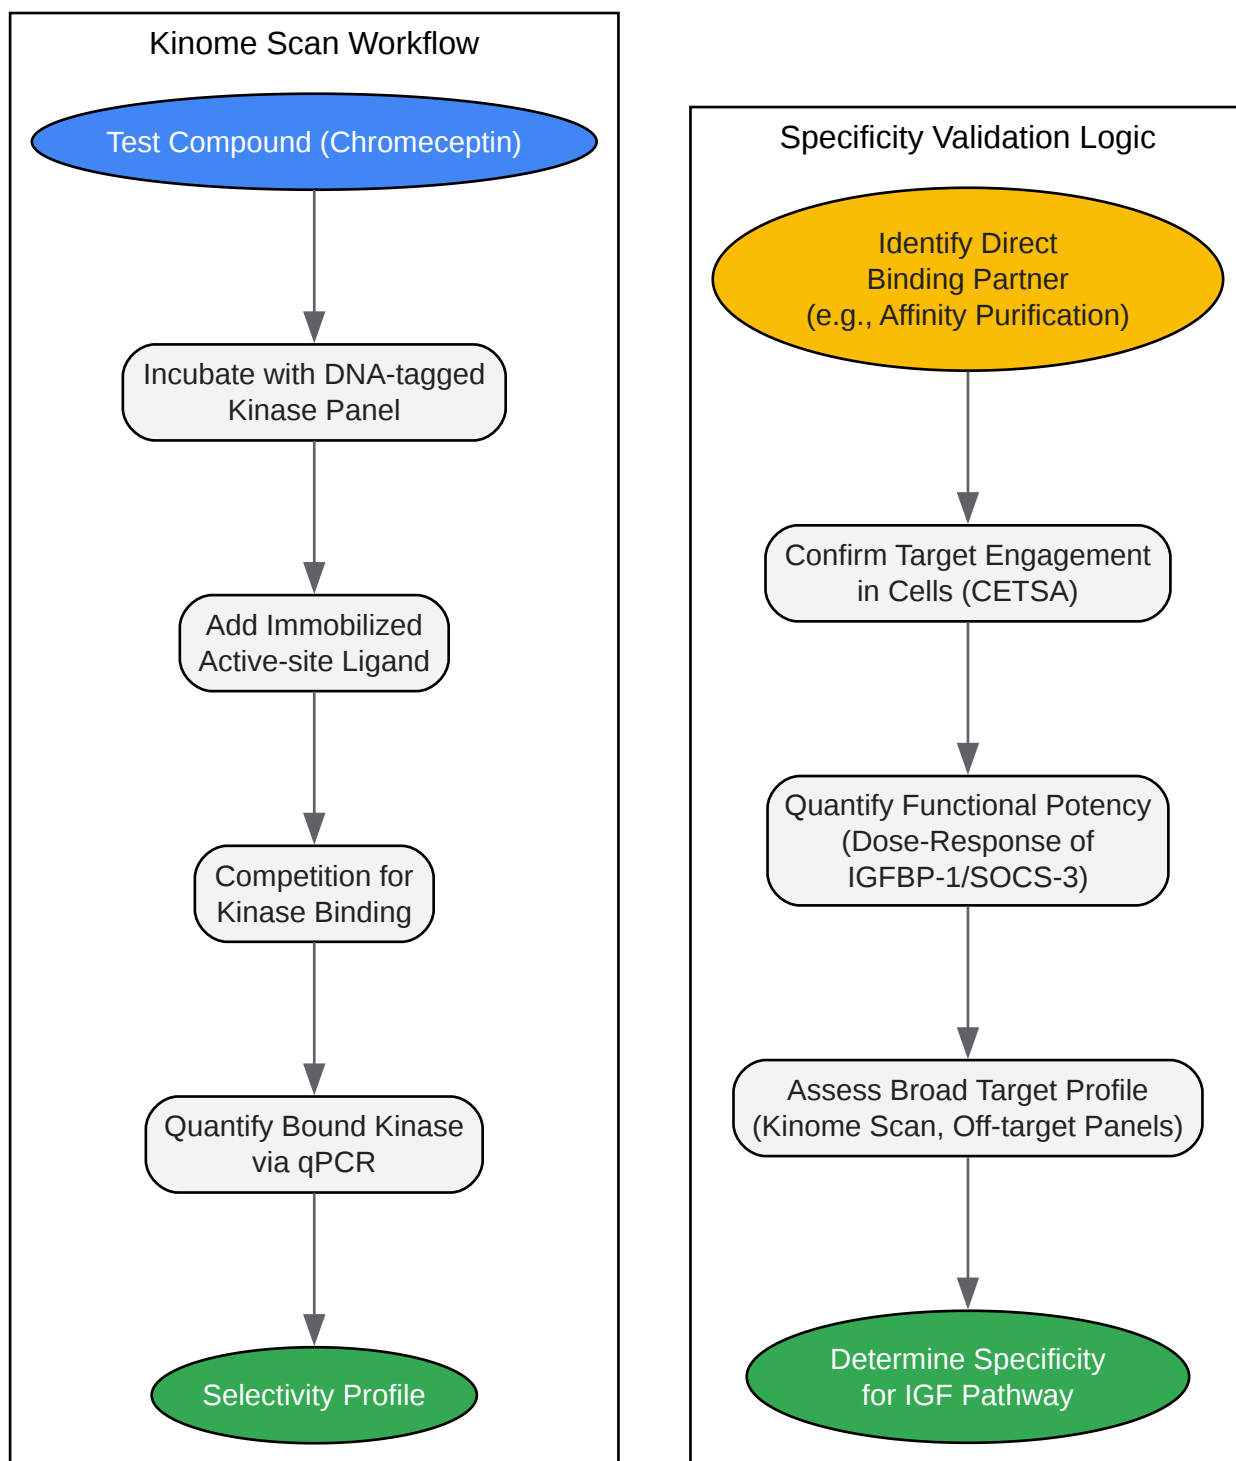 Kinome Scan Workflow
Test Compound (Chromeceptin)
Incubate with DNA-tagged
Kinase Panel
Add Immobilized
Active-site Ligand
Competition for
Kinase Binding
Quantify Bound Kinase
via qPCR
Selectivity Profile
Specificity Validation Logic
Identify Direct
Binding Partner
(e.g., Affinity Purification)
Confirm Target Engagement
in Cells (CETSA)
Quantify Functional Potency
(Dose-Response of
IGFBP-1/SOCS-3)
Assess Broad Target Profile
(Kinome Scan, Off-target Panels)
Determine Specificity
for IGF Pathway